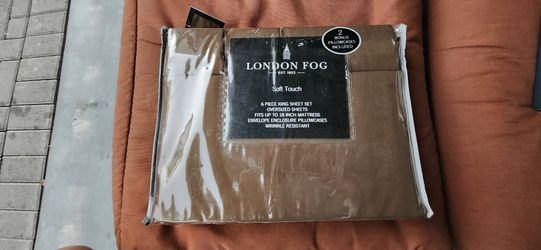 2
BONUS
PILLOWCASES
INCLUDED
LONDON FOG
EST. 1923
Soft Touch
6 PIECE KING SHEET SET
OVERSIZED SHEETS
FITS UP TO 18 INCH MATTRESS
ENVELOPE ENCLOSURE PILLOWCASES
WRINKLE RESISTANT